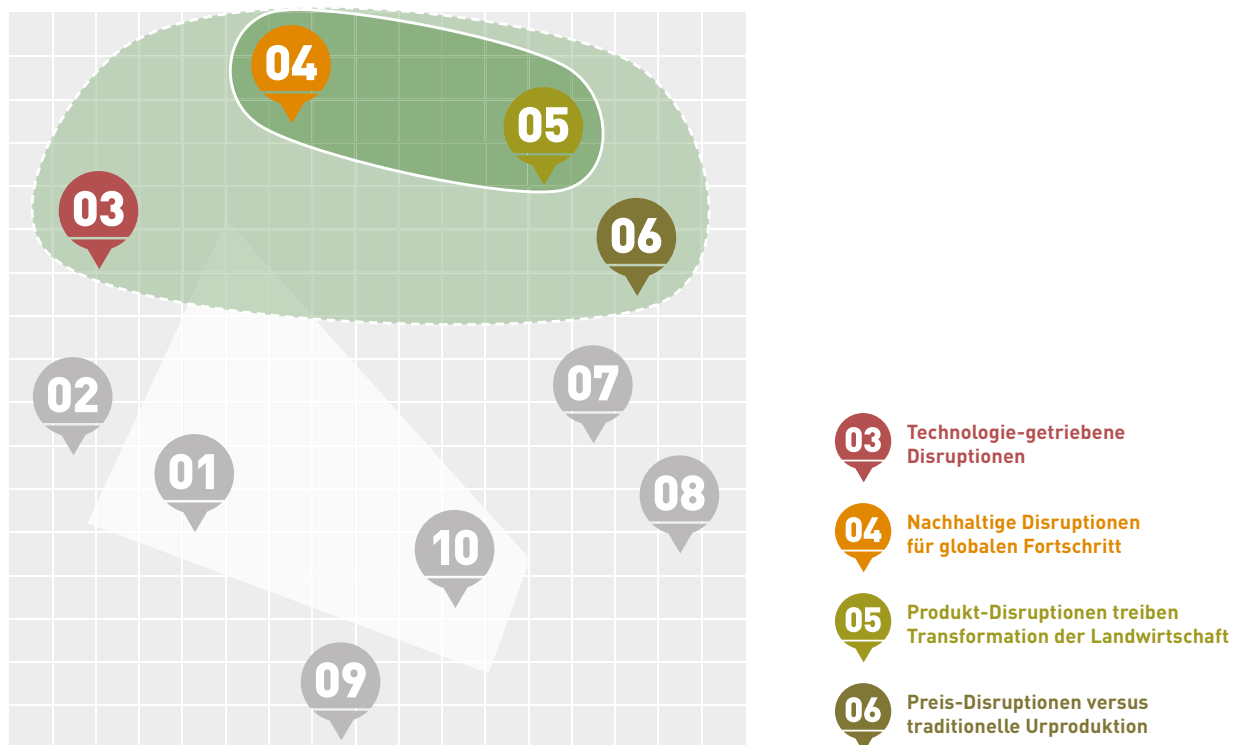 04
05
03
06
02
07
01
08
10
09
03 Technologie-getriebene
Disruptionen
04 Nachhaltige Disruptionen
für globalen Fortschritt
05 Produkt-Disruptionen treiben
Transformation der Landwirtschaft
06 Preis-Disruptionen versus
traditionelle Urproduktion